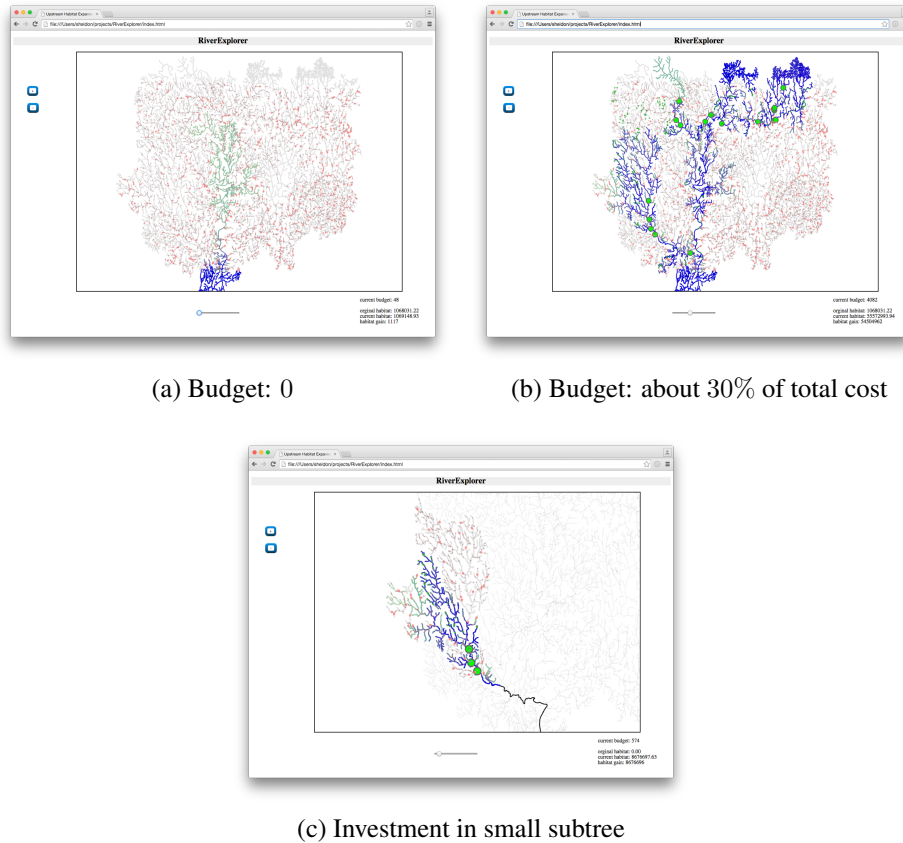 Upstream Habitat Explorer
file:///Users/sheldon/projects/RiverExplorer/index.html
RiverExplorer
current budget: 48
orginal habitat: 1068031.22
current habitat: 1069148.93
habitat gain: 1117
(a) Budget: 0
Upstream Habitat Explorer
file:///Users/sheldon/projects/RiverExplorer/index.html
RiverExplorer
current budget: 4082
orginal habitat: 1068031.22
current habitat: 55572993.94
habitat gain: 54504962
(b) Budget: about 30% of total cost
Upstream Habitat Explorer
file:///Users/sheldon/projects/RiverExplorer/index.html
RiverExplorer
current budget: 574
orginal habitat: 0.00
current habitat: 8676697.63
habitat gain: 8676696
(c) Investment in small subtree